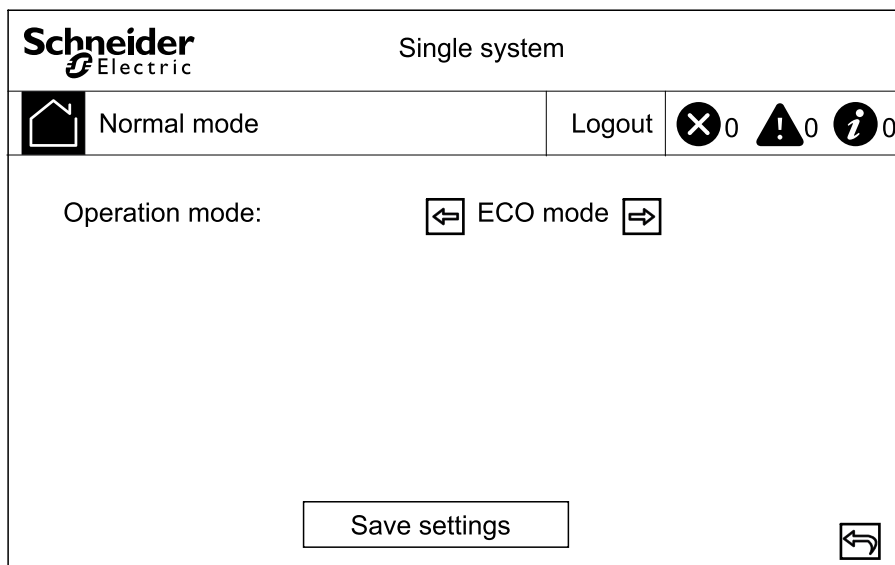 Schneider Electric
Single system
Normal mode
Logout
0
0
0
Operation mode:
ECO mode
Save settings